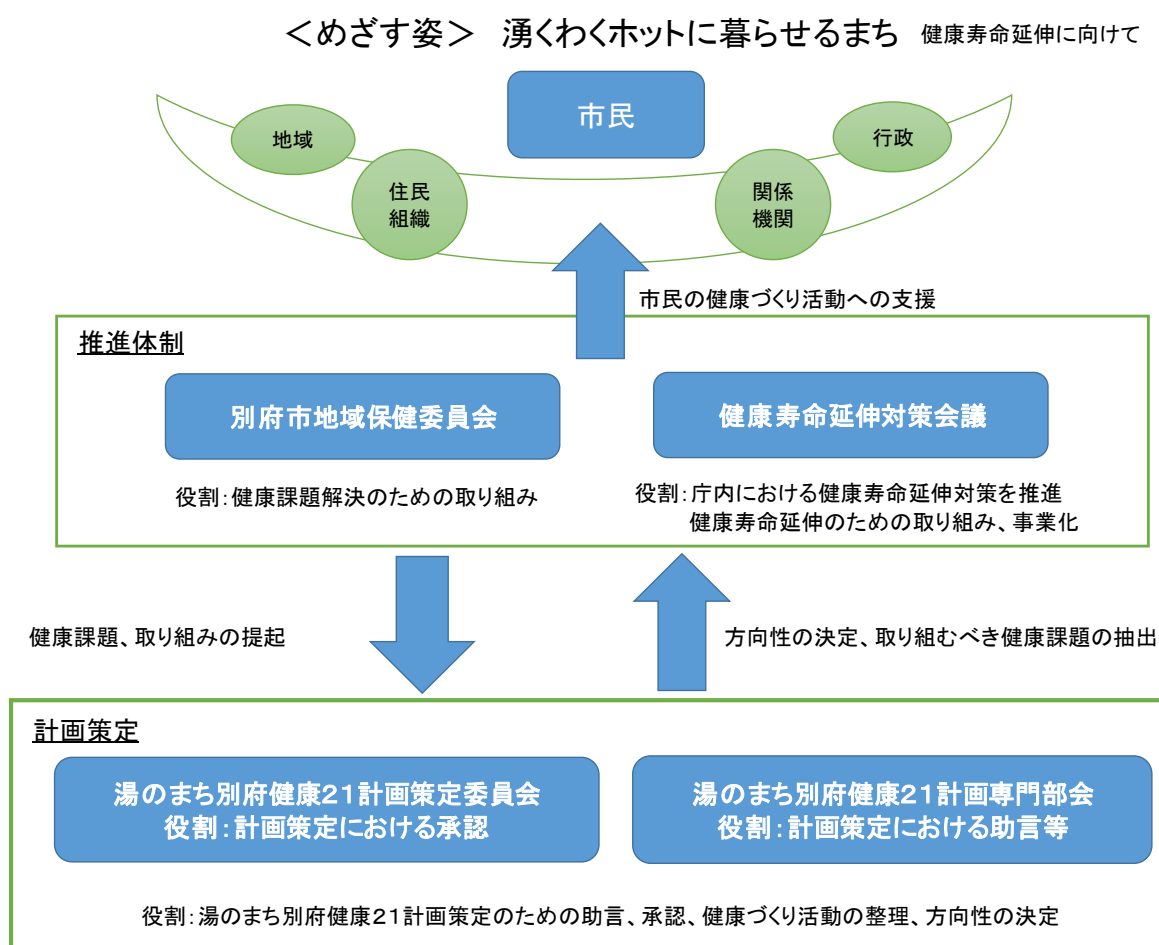 ＜めざす姿＞　湧くわくホットに暮らせるまち　健康寿命延伸に向けて
市民
地域
行政
住民
組織
関係
機関
市民の健康づくり活動への支援
推進体制
別府市地域保健委員会
健康寿命延伸対策会議
役割：健康課題解決のための取り組み
役割：庁内における健康寿命延伸対策を推進
健康寿命延伸のための取り組み、事業化
健康課題、取り組みの提起
方向性の決定、取り組むべき健康課題の抽出
計画策定
湯のまち別府健康２１計画策定委員会
役割：計画策定における承認
湯のまち別府健康２１計画専門部会
役割：計画策定における助言等
役割：湯のまち別府健康２１計画策定のための助言、承認、健康づくり活動の整理、方向性の決定